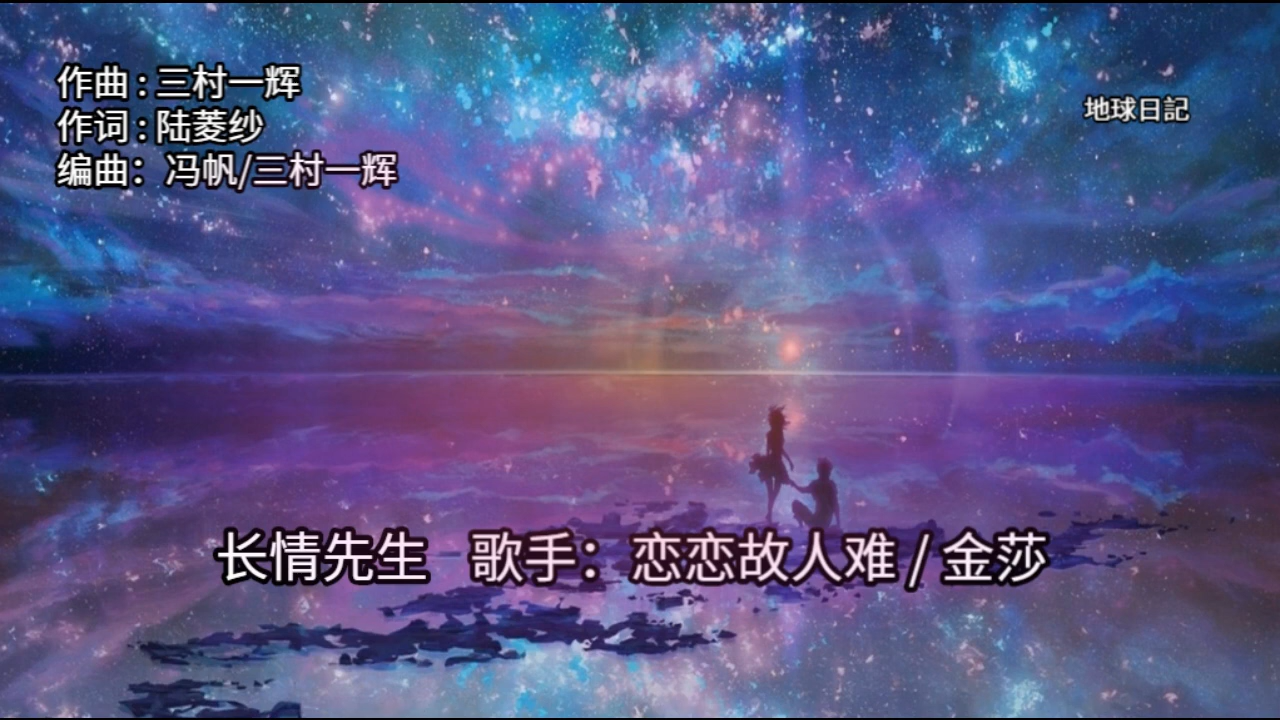 作曲 : 三村一辉
作词 : 陆菱纱
编曲：冯帆/三村一辉
地球日記
长情先生 歌手：恋恋故人难 / 金莎